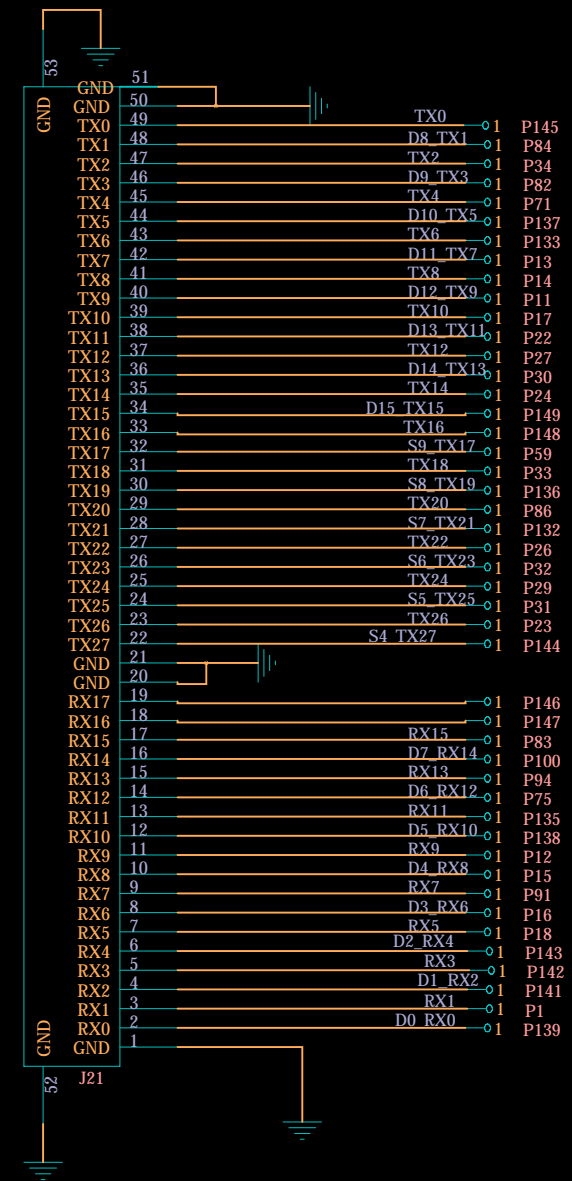 53
GND
GND 51
GND 50
TX0 49 TX0 1 P145
TX1 48 D8_TX1 1 P84
TX2 47 TX2 1 P34
TX3 46 D9_TX3 1 P82
TX4 45 TX4 1 P71
TX5 44 D10_TX5 1 P137
TX6 43 TX6 1 P133
TX7 42 D11_TX7 1 P13
TX8 41 TX8 1 P14
TX9 40 D12_TX9 1 P11
TX10 39 TX10 1 P17
TX11 38 D13_TX11 1 P22
TX12 37 TX12 1 P27
TX13 36 D14_TX13 1 P30
TX14 35 TX14 1 P24
TX15 34 D15_TX15 1 P149
TX16 33 TX16 1 P148
TX17 32 S9_TX17 1 P59
TX18 31 TX18 1 P33
TX19 30 S8_TX19 1 P136
TX20 29 TX20 1 P86
TX21 28 S7_TX21 1 P132
TX22 27 TX22 1 P26
TX23 26 S6_TX23 1 P32
TX24 25 TX24 1 P29
TX25 24 S5_TX25 1 P31
TX26 23 TX26 1 P23
TX27 22 S4_TX27 1 P144
GND 21
GND 20
RX17 19 1 P146
RX16 18 1 P147
RX15 17 RX15 1 P83
RX14 16 D7_RX14 1 P100
RX13 15 RX13 1 P94
RX12 14 D6_RX12 1 P75
RX11 13 RX11 1 P135
RX10 12 D5_RX10 1 P138
RX9 11 RX9 1 P12
RX8 10 D4_RX8 1 P15
RX7 9 RX7 1 P91
RX6 8 D3_RX6 1 P16
RX5 7 RX5 1 P18
RX4 6 D2_RX4 1 P143
RX3 5 RX3 1 P142
RX2 4 D1_RX2 1 P141
RX1 3 RX1 1 P1
RX0 2 D0_RX0 1 P139
GND 1
GND
52
J21